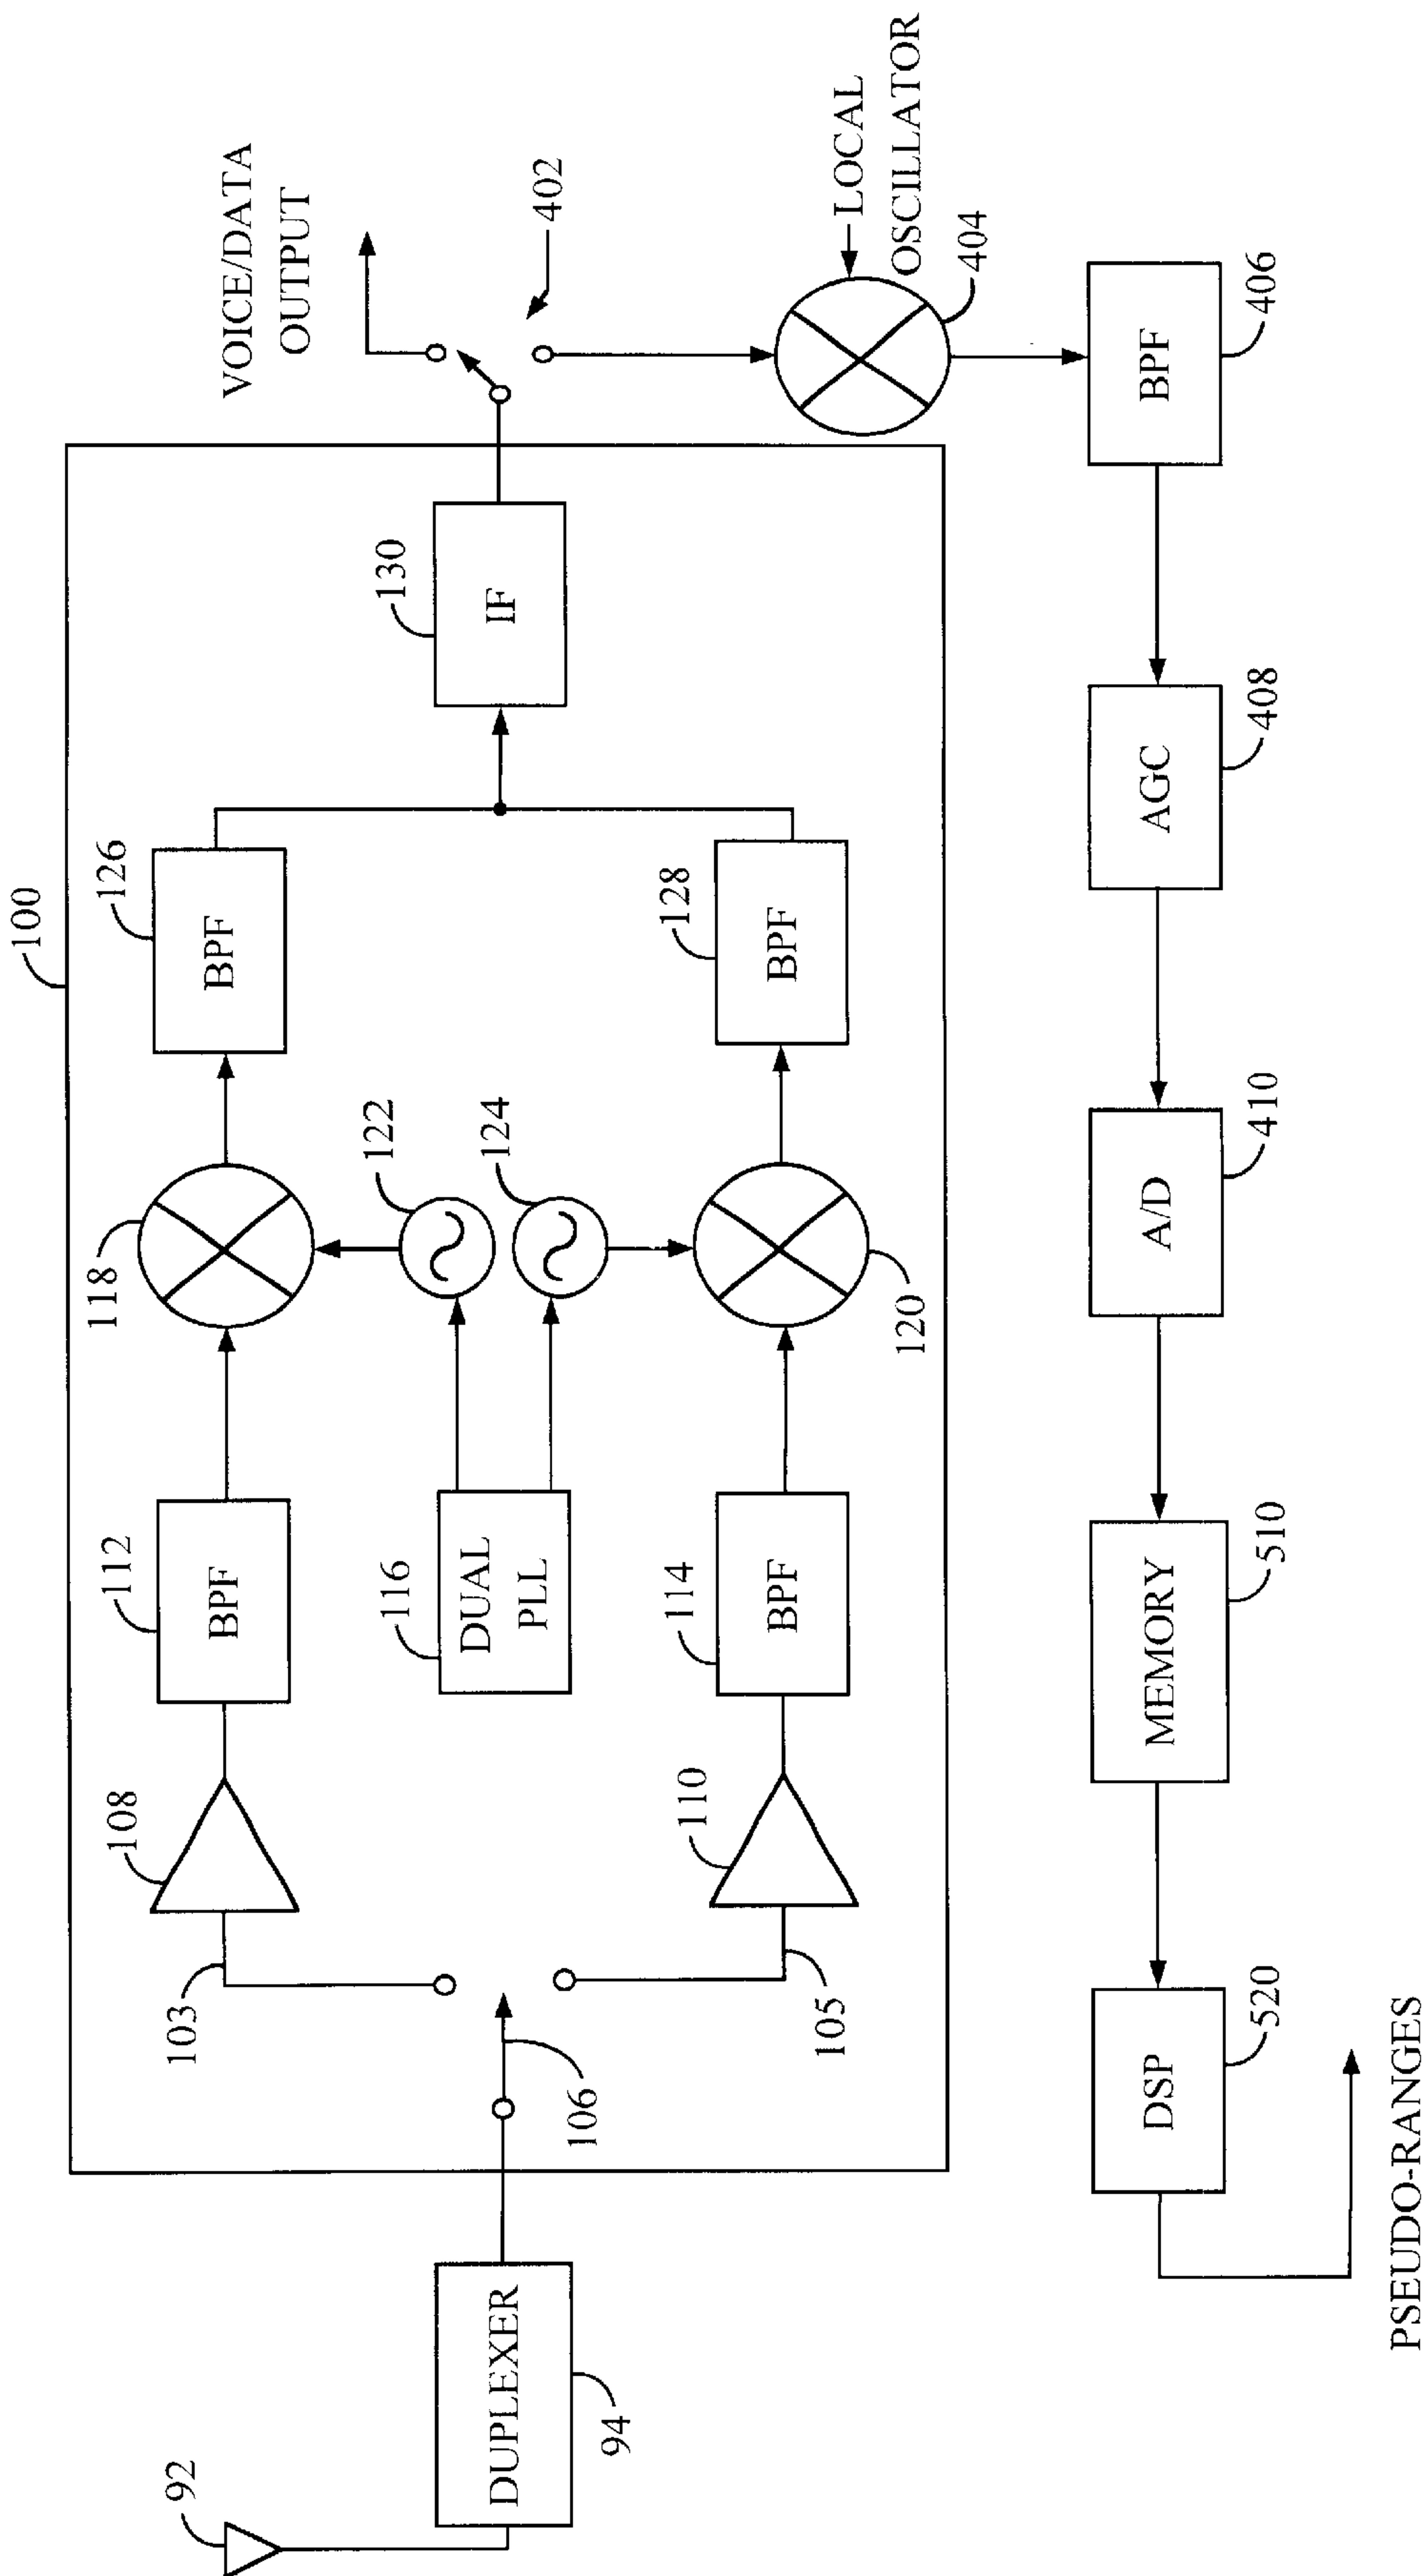 92
DUPLEXER
94
100
106
103
108
112
BPF
118
126
BPF
116
DUAL
PLL
122
124
105
110
114
BPF
120
128
BPF
130
IF
VOICE/DATA
OUTPUT
402
LOCAL
OSCILLATOR
404
BPF
406
AGC
408
A/D
410
MEMORY
510
DSP
520
PSEUDO-RANGES